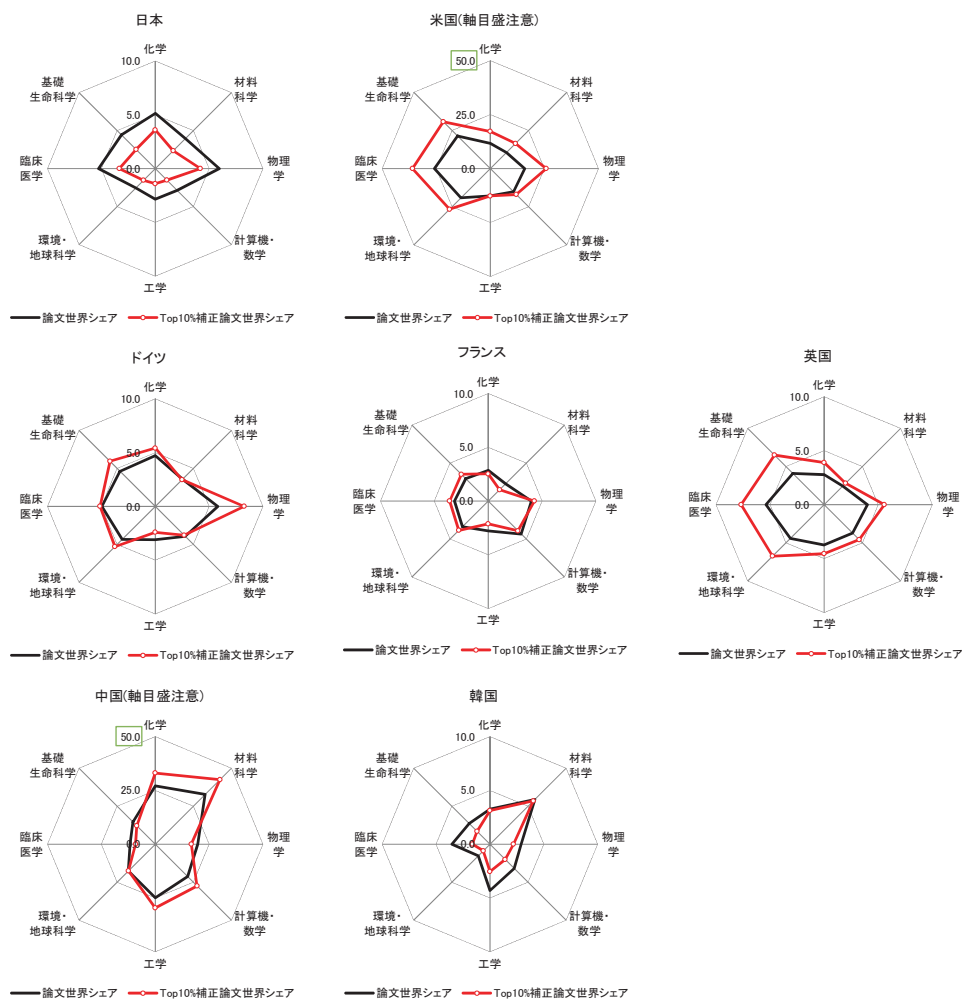 日本
化学
10.0
5.0
0.0
材料
科学
物理
学
計算機・
数学
工学
環境・
地球科学
臨床
医学
基礎
生命科学
論文世界シェア
Top10%補正論文世界シェア
米国(軸目盛注意)
化学
50.0
25.0
0.0
材料
科学
物理
学
計算機・
数学
工学
環境・
地球科学
臨床
医学
基礎
生命科学
論文世界シェア
Top10%補正論文世界シェア
ドイツ
化学
10.0
5.0
0.0
材料
科学
物理
学
計算機・
数学
工学
環境・
地球科学
臨床
医学
基礎
生命科学
論文世界シェア
Top10%補正論文世界シェア
フランス
化学
10.0
5.0
0.0
材料
科学
物理
学
計算機・
数学
工学
環境・
地球科学
臨床
医学
基礎
生命科学
論文世界シェア
Top10%補正論文世界シェア
英国
化学
10.0
5.0
0.0
材料
科学
物理
学
計算機・
数学
工学
環境・
地球科学
臨床
医学
基礎
生命科学
論文世界シェア
Top10%補正論文世界シェア
中国(軸目盛注意)
化学
50.0
25.0
0.0
材料
科学
物理
学
計算機・
数学
工学
環境・
地球科学
臨床
医学
基礎
生命科学
論文世界シェア
Top10%補正論文世界シェア
韓国
化学
10.0
5.0
0.0
材料
科学
物理
学
計算機・
数学
工学
環境・
地球科学
臨床
医学
基礎
生命科学
論文世界シェア
Top10%補正論文世界シェア